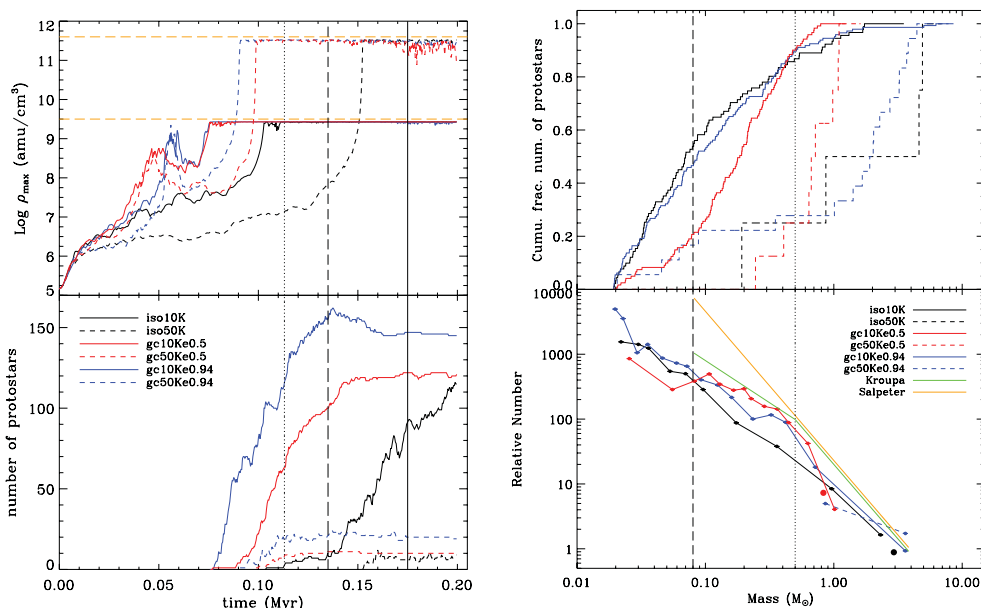 Log ρmax (amu/cm³)
12
11
10
9
8
7
6
5
number of protostars
150
100
50
0
iso10K
iso50K
gc10Ke0.5
gc50Ke0.5
gc10Ke0.94
gc50Ke0.94
0.00 0.05 0.10 0.15 0.20
time (Myr)
Cumu. frac. num. of protostars
1.0
0.8
0.6
0.4
0.2
0.0
Relative Number
10000
1000
100
10
1
iso10K
iso50K
gc10Ke0.5
gc50Ke0.5
gc10Ke0.94
gc50Ke0.94
Kroupa
Salpeter
0.01 0.10 1.00 10.00
Mass (M☉)